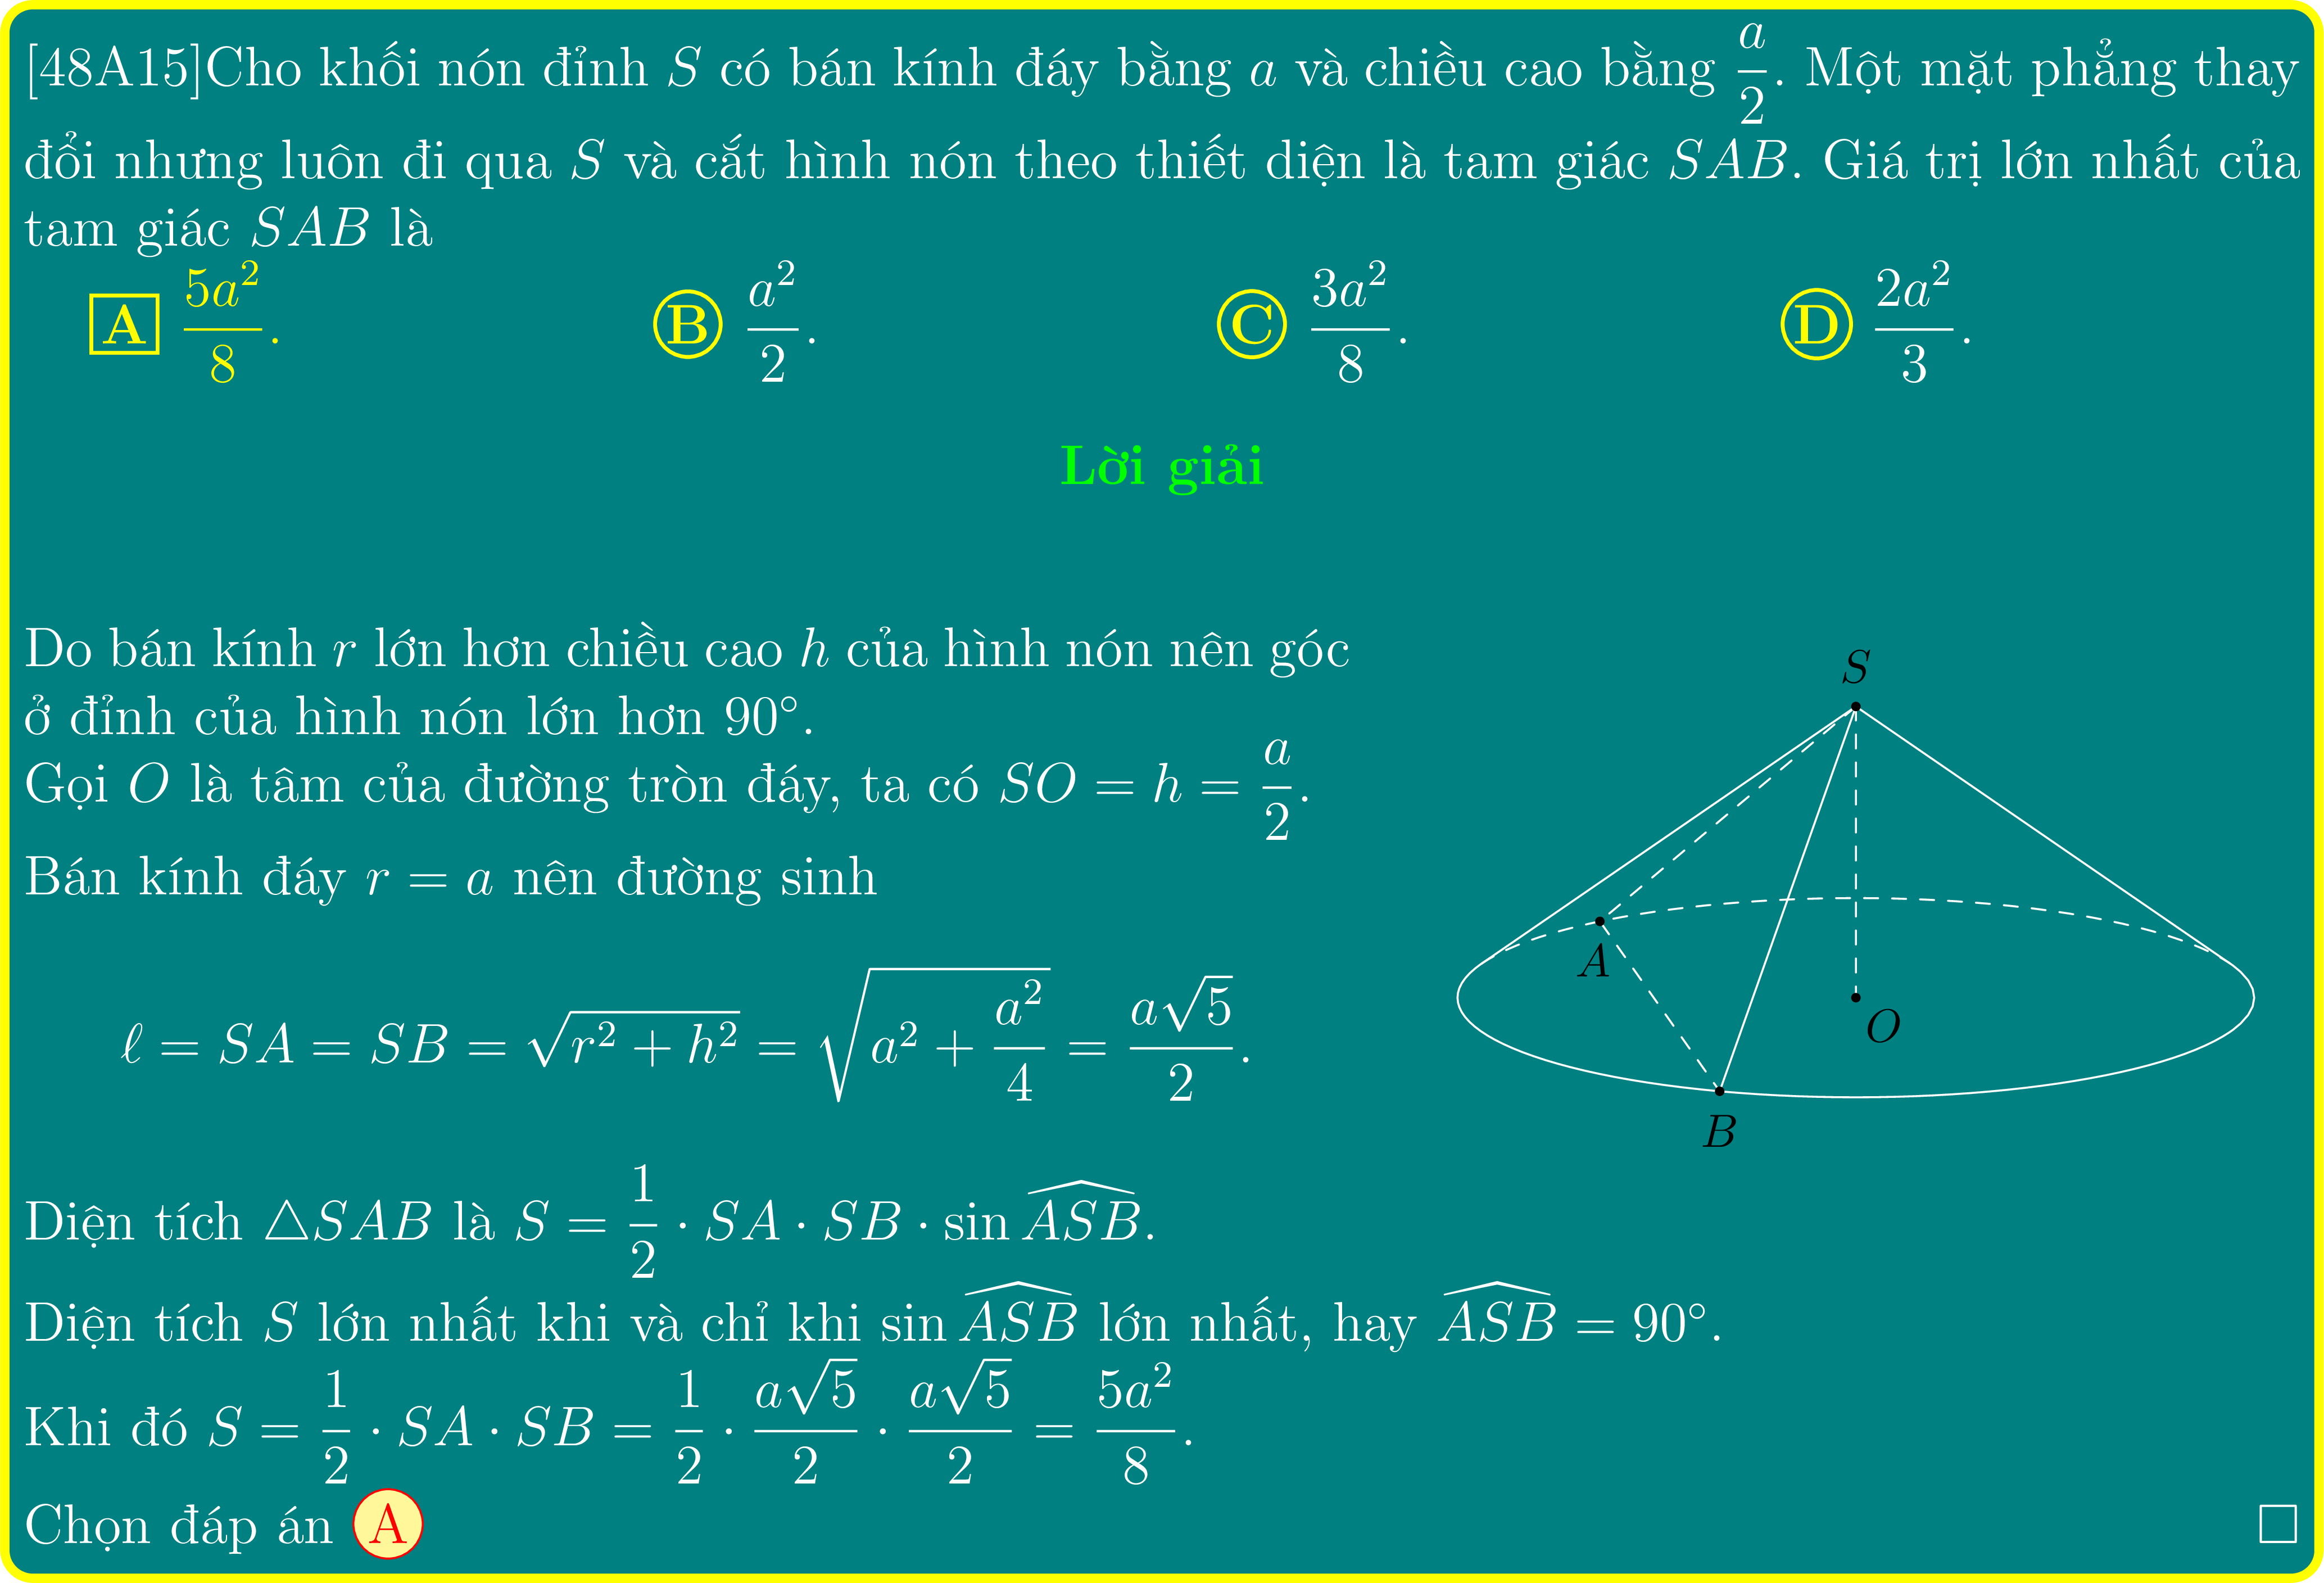 [48A15]Cho khối nón đỉnh S có bán kính đáy bằng a và chiều cao bằng \frac{a}{2}. Một mặt phẳng thay
đổi nhưng luôn đi qua S và cắt hình nón theo thiết diện là tam giác SAB. Giá trị lớn nhất của
tam giác SAB là
A \frac{5a^2}{8}. B \frac{a^2}{2}. C \frac{3a^2}{8}. D \frac{2a^2}{3}.
Lời giải
Do bán kính r lớn hơn chiều cao h của hình nón nên góc
ở đỉnh của hình nón lớn hơn 90°.
Gọi O là tâm của đường tròn đáy, ta có SO = h = \frac{a}{2}.
Bán kính đáy r = a nên đường sinh
\ell = SA = SB = \sqrt{r^2 + h^2} = \sqrt{a^2 + \frac{a^2}{4}} = \frac{a\sqrt{5}}{2}.
S
A
O
B
Diện tích △SAB là S = \frac{1}{2} · SA · SB · sin \widehat{ASB}.
Diện tích S lớn nhất khi và chỉ khi sin \widehat{ASB} lớn nhất, hay \widehat{ASB} = 90°.
Khi đó S = \frac{1}{2} · SA · SB = \frac{1}{2} · \frac{a\sqrt{5}}{2} · \frac{a\sqrt{5}}{2} = \frac{5a^2}{8}.
Chọn đáp án A □